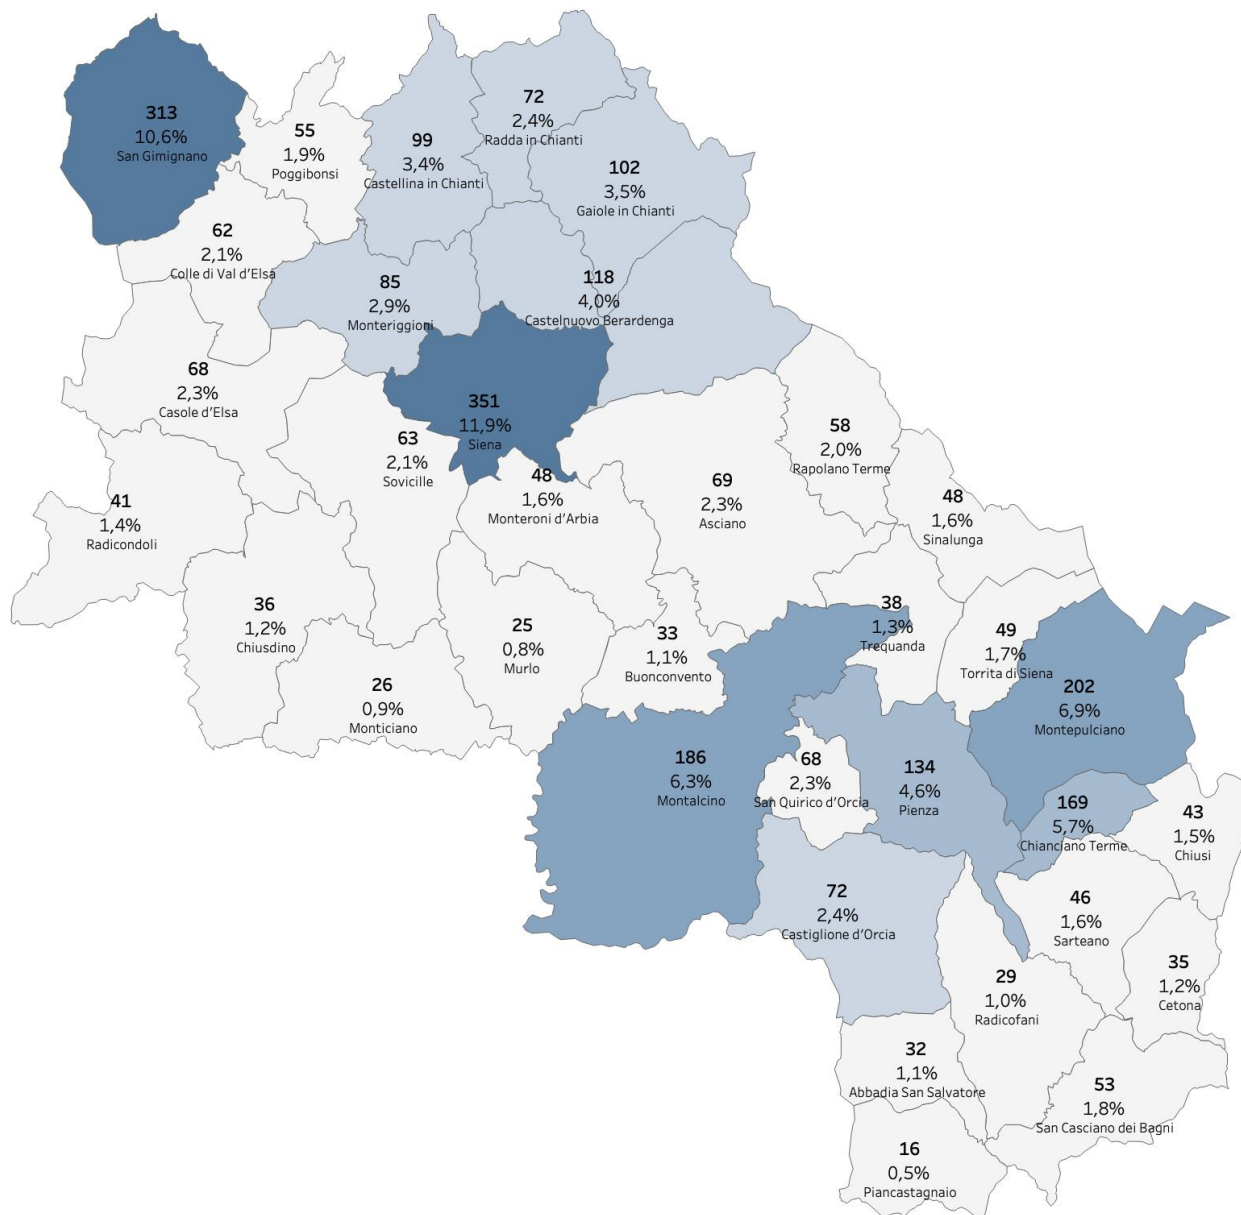 313
10,6%
San Gimignano
55
1,9%
Poggibonsi
99
3,4%
Castellina in Chianti
72
2,4%
Radda in Chianti
102
3,5%
Gaiole in Chianti
62
2,1%
Colle di Val d'Elsa
85
2,9%
Monteriggioni
118
4,0%
Castelnuovo Berardenga
68
2,3%
Casole d'Elsa
351
11,9%
Siena
63
2,1%
Sovicille
58
2,0%
Rapolano Terme
48
1,6%
Monteroni d'Arbia
69
2,3%
Asciano
48
1,6%
Sinalunga
41
1,4%
Radicondoli
36
1,2%
Chiusdino
25
0,8%
Murlo
33
1,1%
Buonconvento
38
1,3%
Trequanda
49
1,7%
Torrita di Siena
26
0,9%
Monticiano
202
6,9%
Montepulciano
186
6,3%
Montalcino
68
2,3%
San Quirico d'Orcia
134
4,6%
Pienza
169
5,7%
Chianciano Terme
43
1,5%
Chiusi
72
2,4%
Castiglione d'Orcia
46
1,6%
Sarteano
29
1,0%
Radicofani
35
1,2%
Cetona
32
1,1%
Abbadia San Salvatore
53
1,8%
San Casciano dei Bagni
16
0,5%
Piancastagnaio